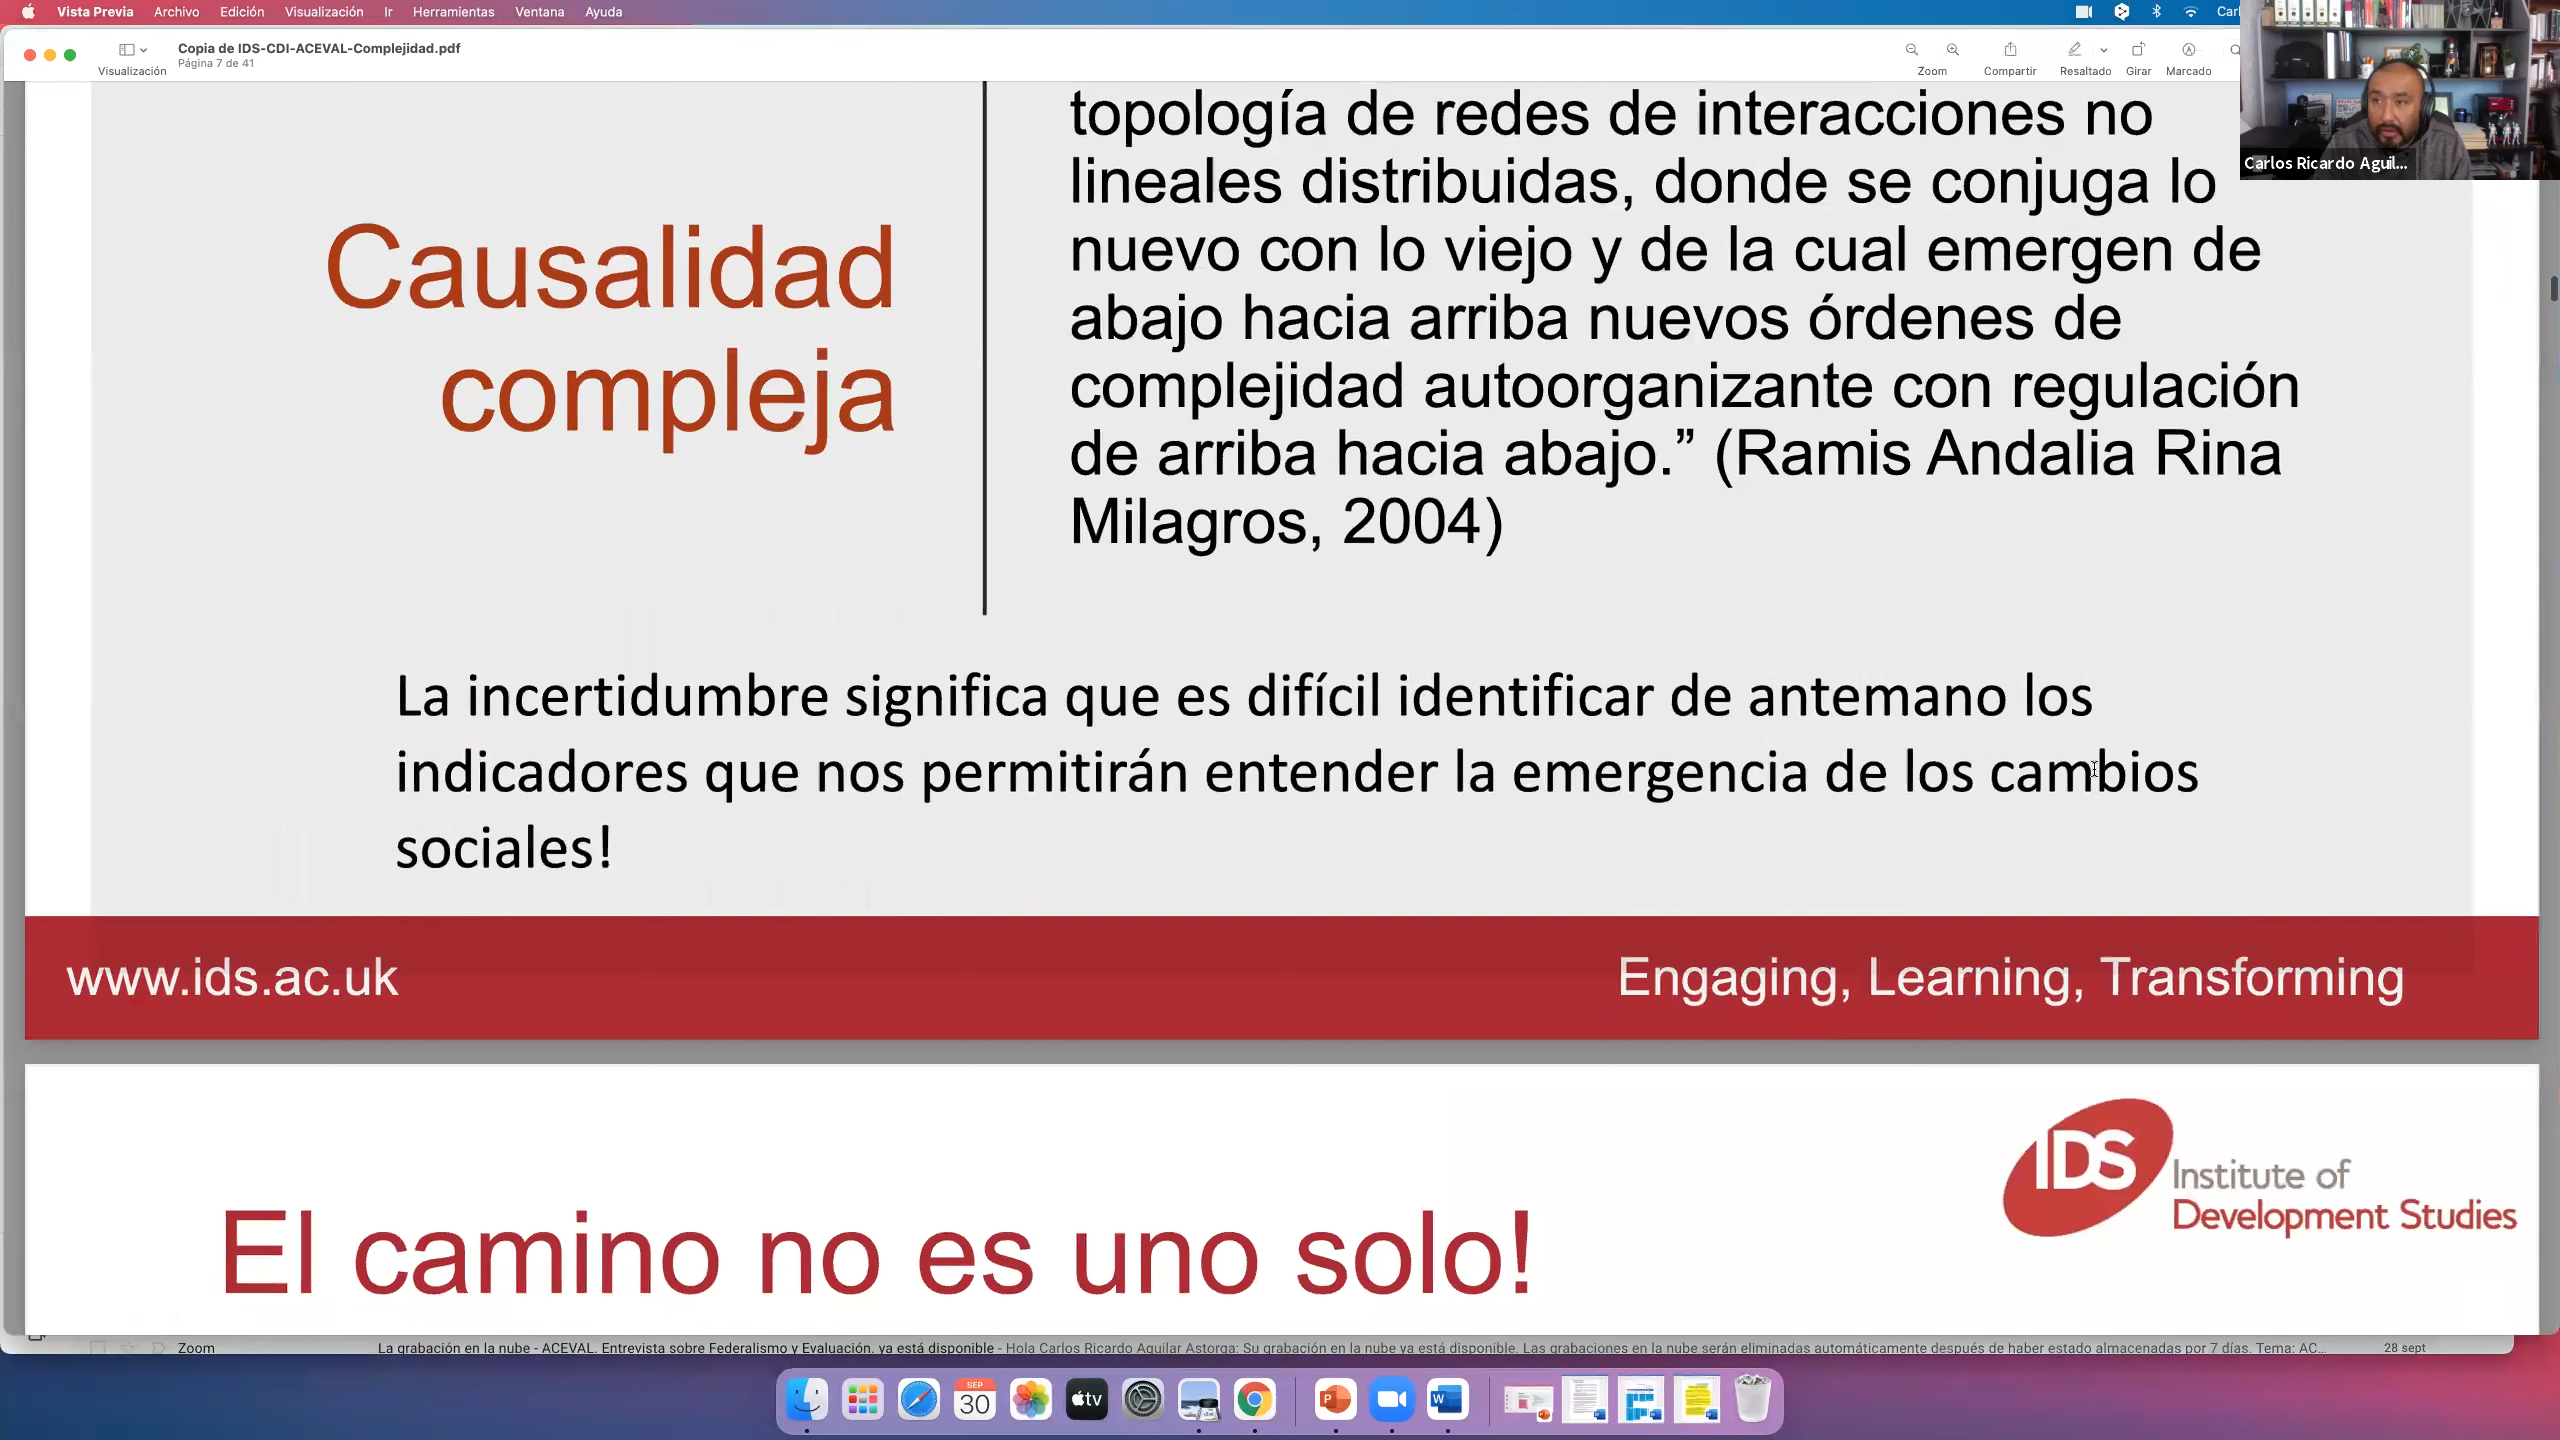 Vista Previa Archivo Edición Visualización Ir Herramientas Ventana Ayuda
Copia de IDS-CDI-ACEVAL-Complejidad.pdf
Página 7 de 41
Visualización
Zoom Compartir Resaltado Girar Marcado
Carlos Ricardo Aguil...
Causalidad
compleja
topología de redes de interacciones no
lineales distribuidas, donde se conjuga lo
nuevo con lo viejo y de la cual emergen de
abajo hacia arriba nuevos órdenes de
complejidad autoorganizante con regulación
de arriba hacia abajo.” (Ramis Andalia Rina
Milagros, 2004)
La incertidumbre significa que es difícil identificar de antemano los
indicadores que nos permitirán entender la emergencia de los cambios
sociales!
www.ids.ac.uk
Engaging, Learning, Transforming
IDS
Institute of
Development Studies
El camino no es uno solo!
Zoom La grabación en la nube - ACEVAL. Entrevista sobre Federalismo y Evaluación. ya está disponible - Hola Carlos Ricardo Aguilar Astorga: Su grabación en la nube ya está disponible. Las grabaciones en la nube serán eliminadas automáticamente después de haber estado almacenadas por 7 días. Tema: AC... 28 sept
SEP
30
tv
P
W